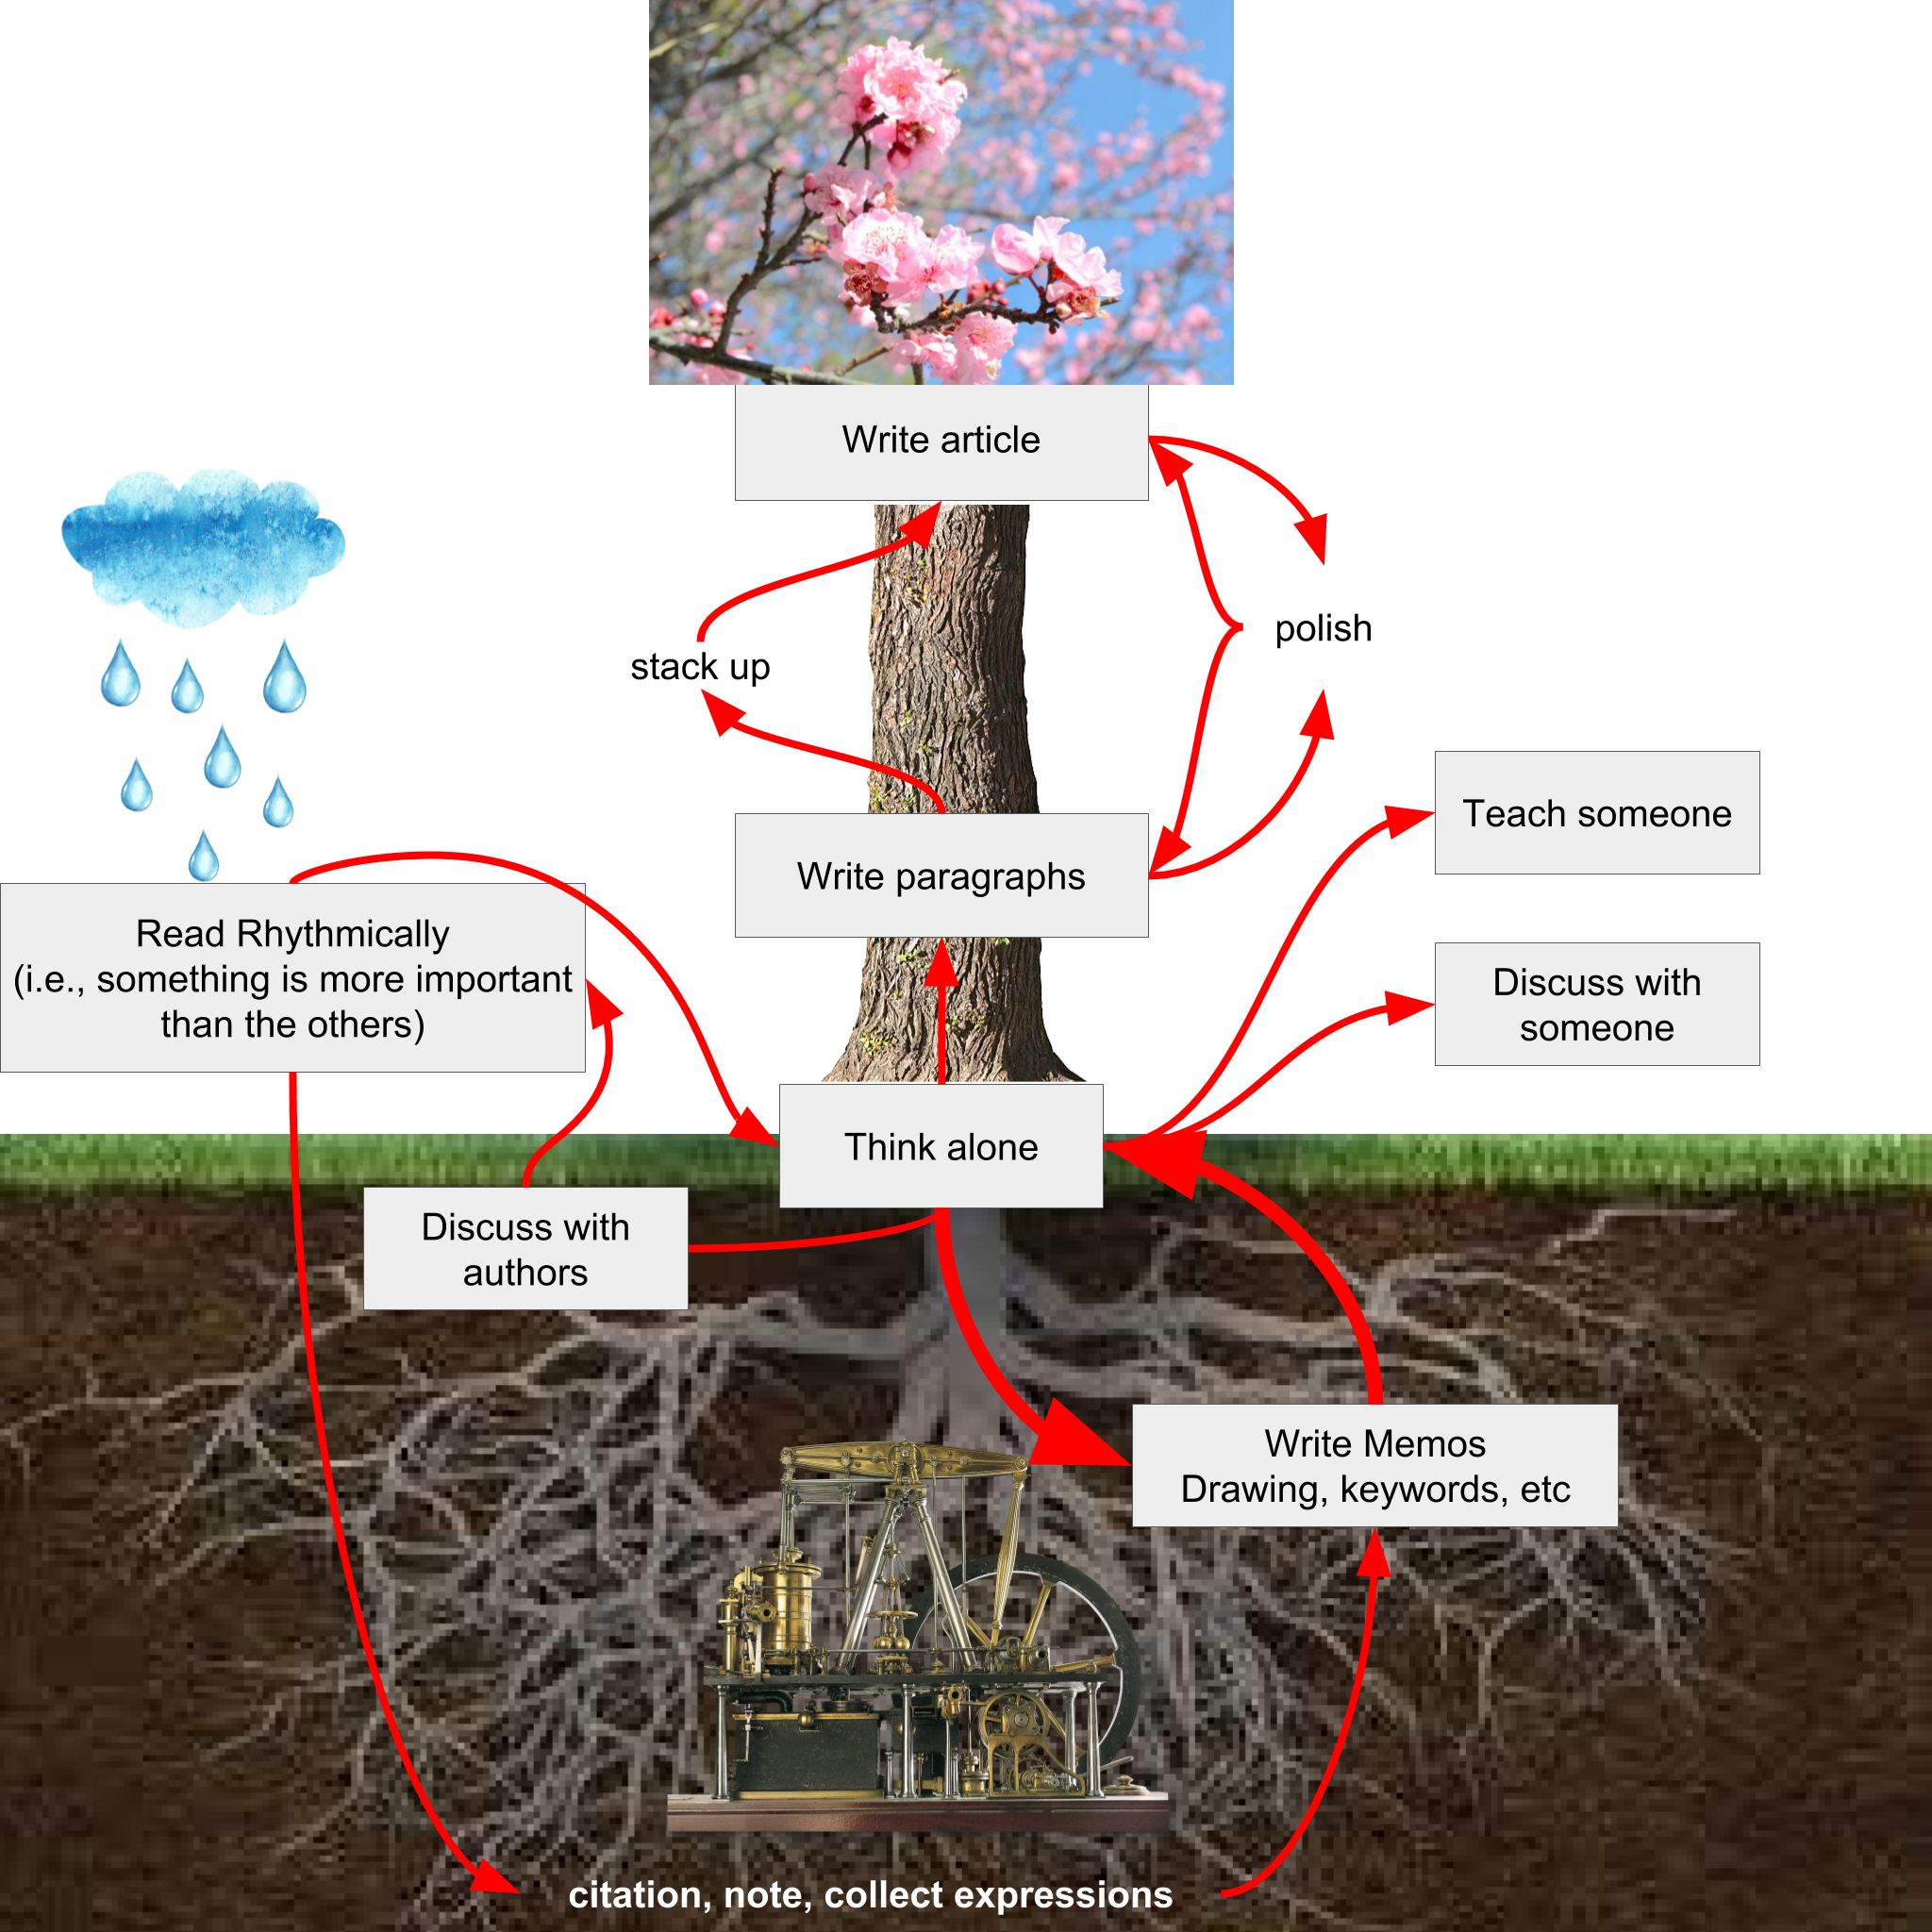 Write article
stack up
polish
Teach someone
Write paragraphs
Read Rhythmically
(i.e., something is more important
than the others)
Discuss with
someone
Think alone
Discuss with
authors
Write Memos
Drawing, keywords, etc
citation, note, collect expressions